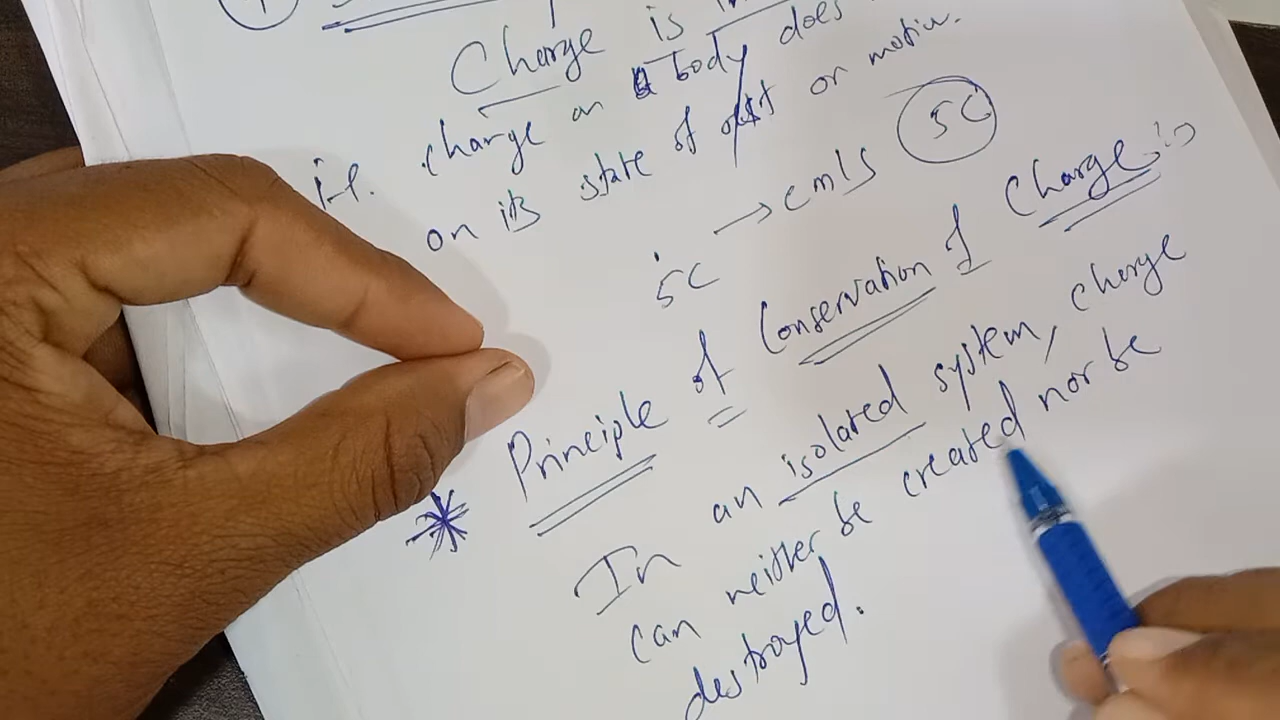 Charge is
i.e. charge on a body does
on its state of rest or motion.
5C → cm/s 5C
* Principle of Conservation of Charge :-
In an isolated system, charge
can neither be created nor be
destroyed.